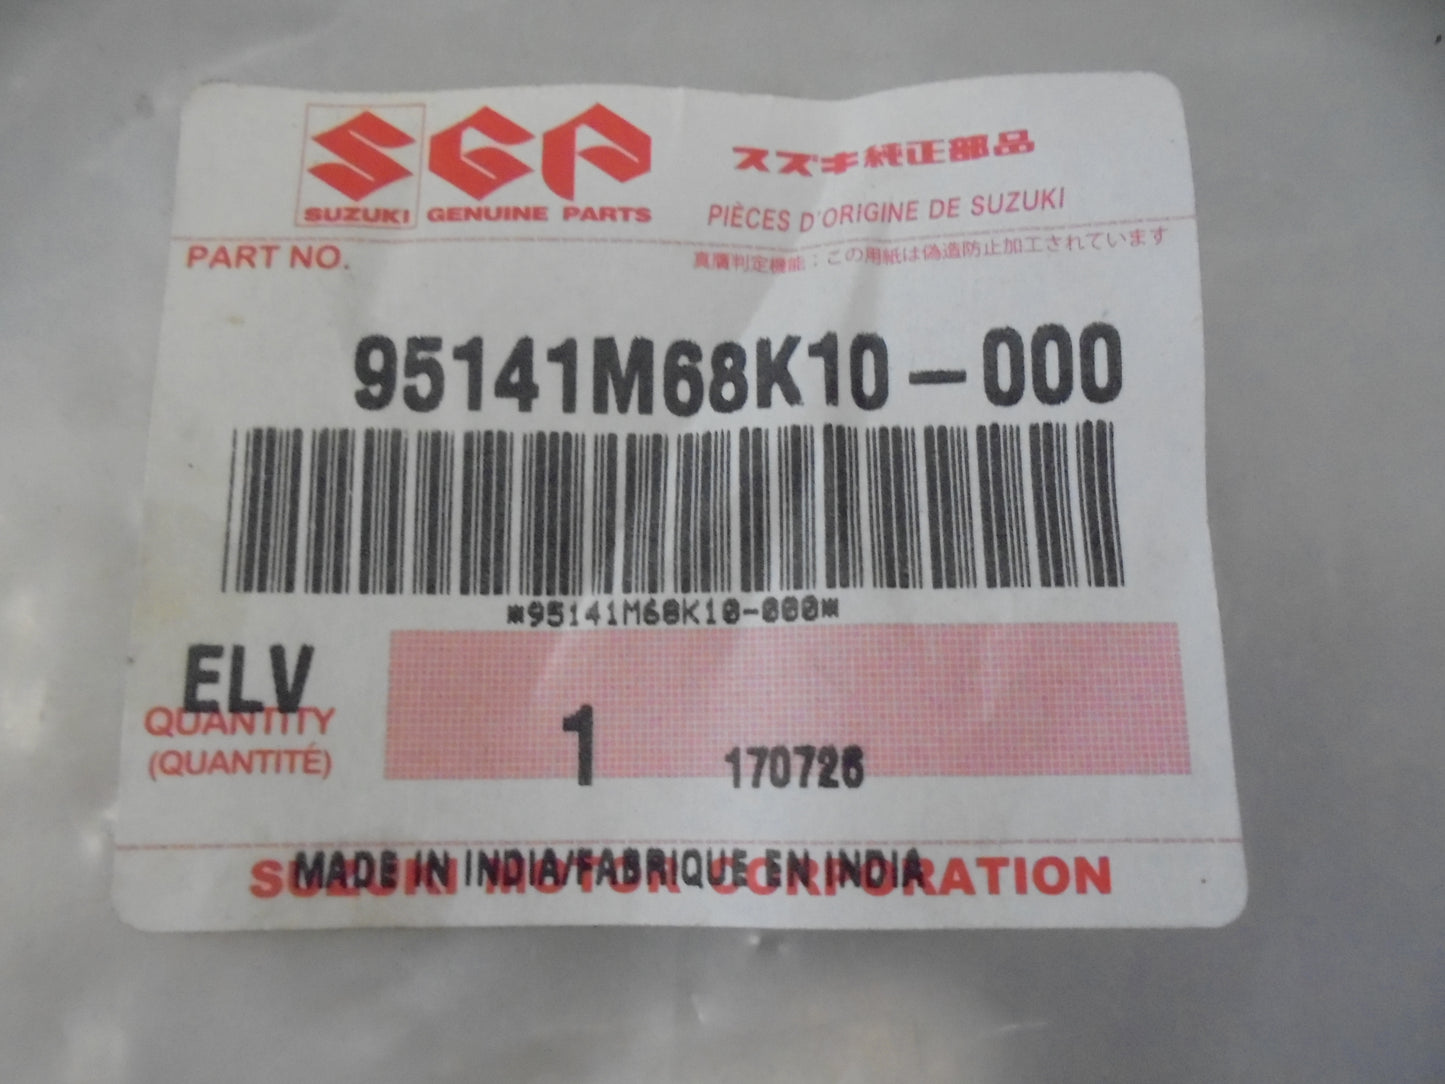 SUZUKI GENUINE PARTS
スズキ純正部品
PIÈCES D'ORIGINE DE SUZUKI
PART NO.
真贋判定機能：この用紙は偽造防止加工されています
95141M68K10-000
*95141M68K10-000*
ELV
QUANTITY
(QUANTITÉ)
1
170726
SUZUKI MOTOR CORPORATION
MADE IN INDIA/FABRIQUE EN INDIA